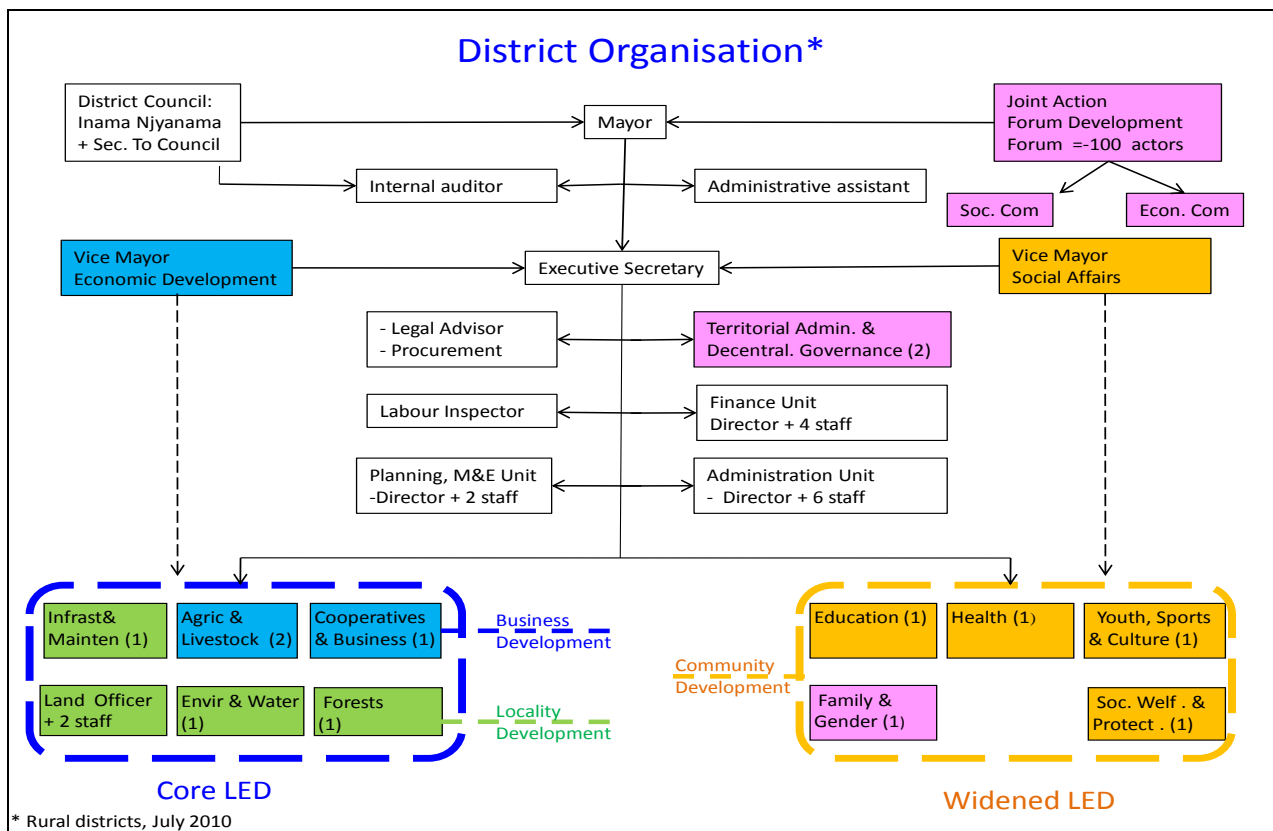 District Organisation*
District Council:
Inama Njyanama
+ Sec. To Council
Mayor
Joint Action
Forum Development
Forum =-100 actors
Internal auditor
Administrative assistant
Soc. Com
Econ. Com
Vice Mayor
Economic Development
Executive Secretary
Vice Mayor
Social Affairs
- Legal Advisor
- Procurement
Territorial Admin. &
Decentral. Governance (2)
Labour Inspector
Finance Unit
Director + 4 staff
Planning, M&E Unit
-Director + 2 staff
Administration Unit
- Director + 6 staff
Infrast&
Mainten (1)
Agric &
Livestock (2)
Cooperatives
& Business (1)
Business
Development
Land Officer
+ 2 staff
Envir & Water
(1)
Forests
(1)
Locality
Development
Core LED
Education (1)
Health (1)
Youth, Sports
& Culture (1)
Community
Development
Family &
Gender (1)
Soc. Welf . &
Protect . (1)
Widened LED
* Rural districts, July 2010